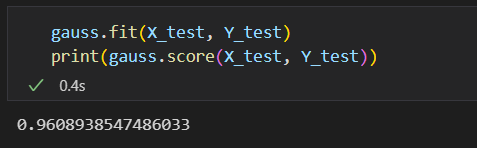 gauss.fit(X_test, Y_test)
print(gauss.score(X_test, Y_test))
✓ 0.4s
0.9608938547486033